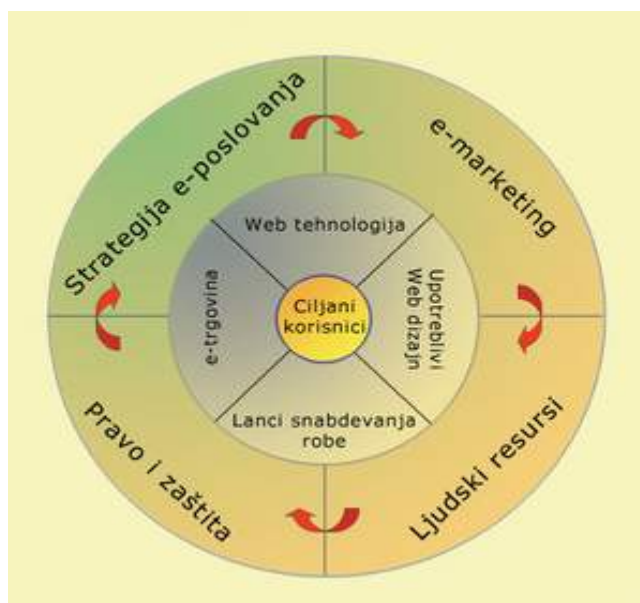 Strategija e-poslovanja
e-marketing
Web tehnologija
e-trgovina
Ciljani
korisnici
Upotreblivi
Web dizajn
Lanci snabdevanja
robe
Pravo i zaštita
Ljudski resursi